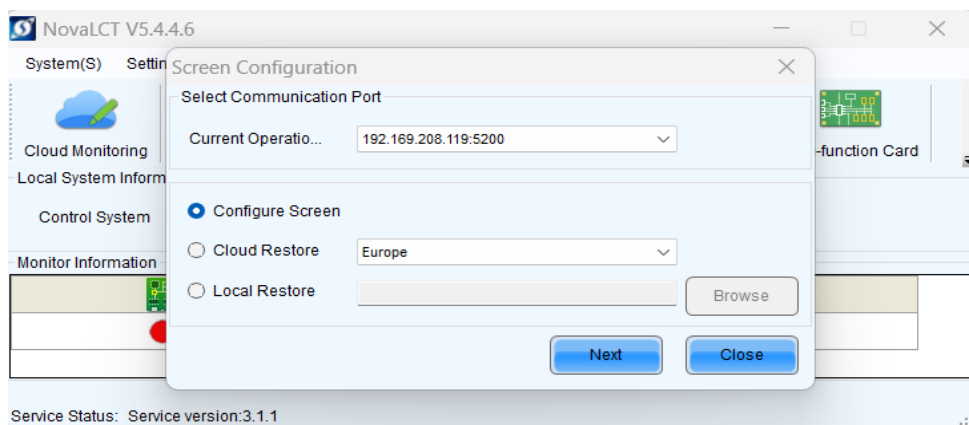 NovaLCT V5.4.4.6
System(S) Settin
Screen Configuration
Select Communication Port
Current Operatio... 192.169.208.119:5200
Cloud Monitoring
-function Card
Local System Inform
Control System
Configure Screen
Cloud Restore Europe
Monitor Information
Local Restore Browse
Next Close
Service Status: Service version:3.1.1